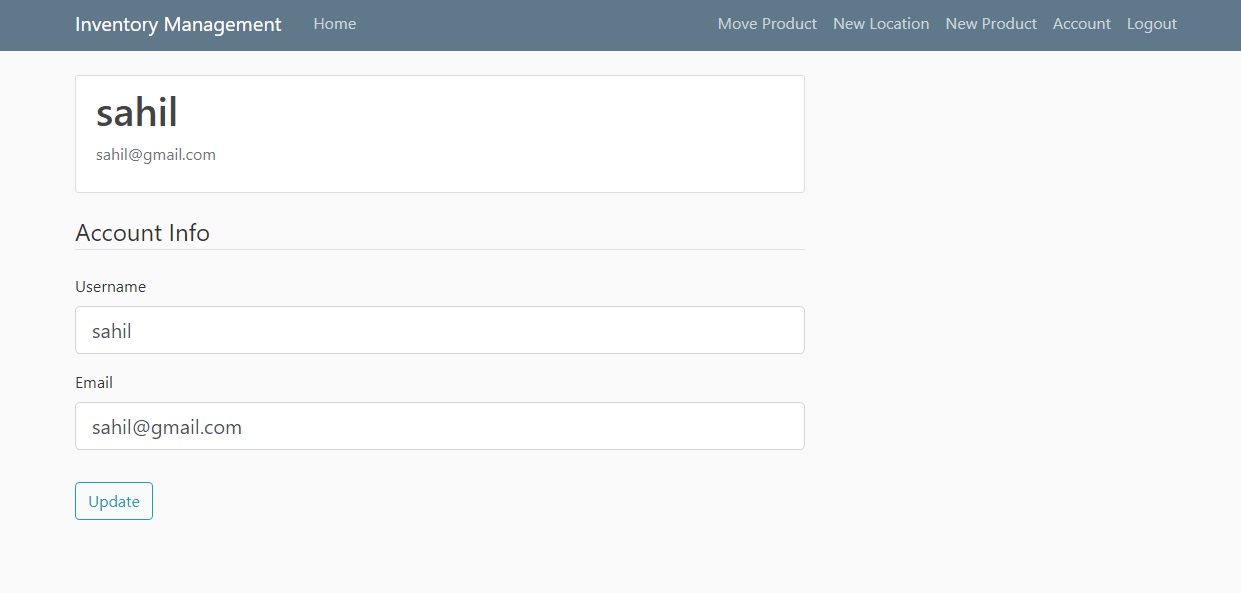 Inventory Management Home Move Product New Location New Product Account Logout
sahil
sahil@gmail.com
Account Info
Username
sahil
Email
sahil@gmail.com
Update